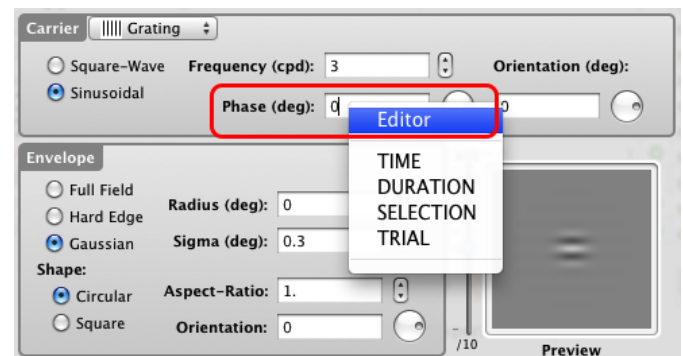 Carrier Grating
Square-Wave Frequency (cpd): 3 Orientation (deg):
Sinusoidal
Phase (deg): 0 0
Editor
TIME
DURATION
SELECTION
TRIAL
Envelope
Full Field
Hard Edge
Gaussian
Radius (deg): 0
Sigma (deg): 0.3
Shape:
Circular
Square
Aspect-Ratio: 1.
Orientation: 0
/10
Preview